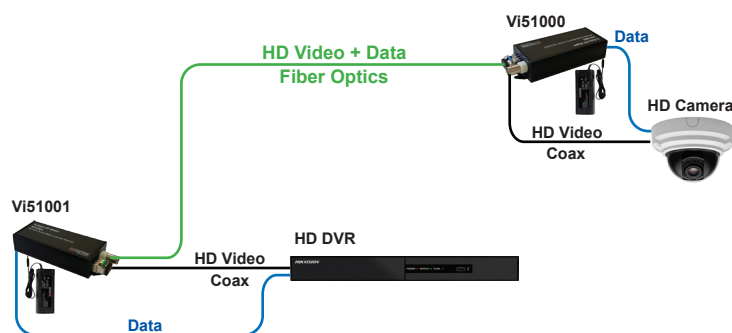 Vi51000
HD Video + Data
Fiber Optics
Data
HD Camera
HD Video
Coax
Vi51001
HD DVR
HD Video
Coax
HIKVISION
Data